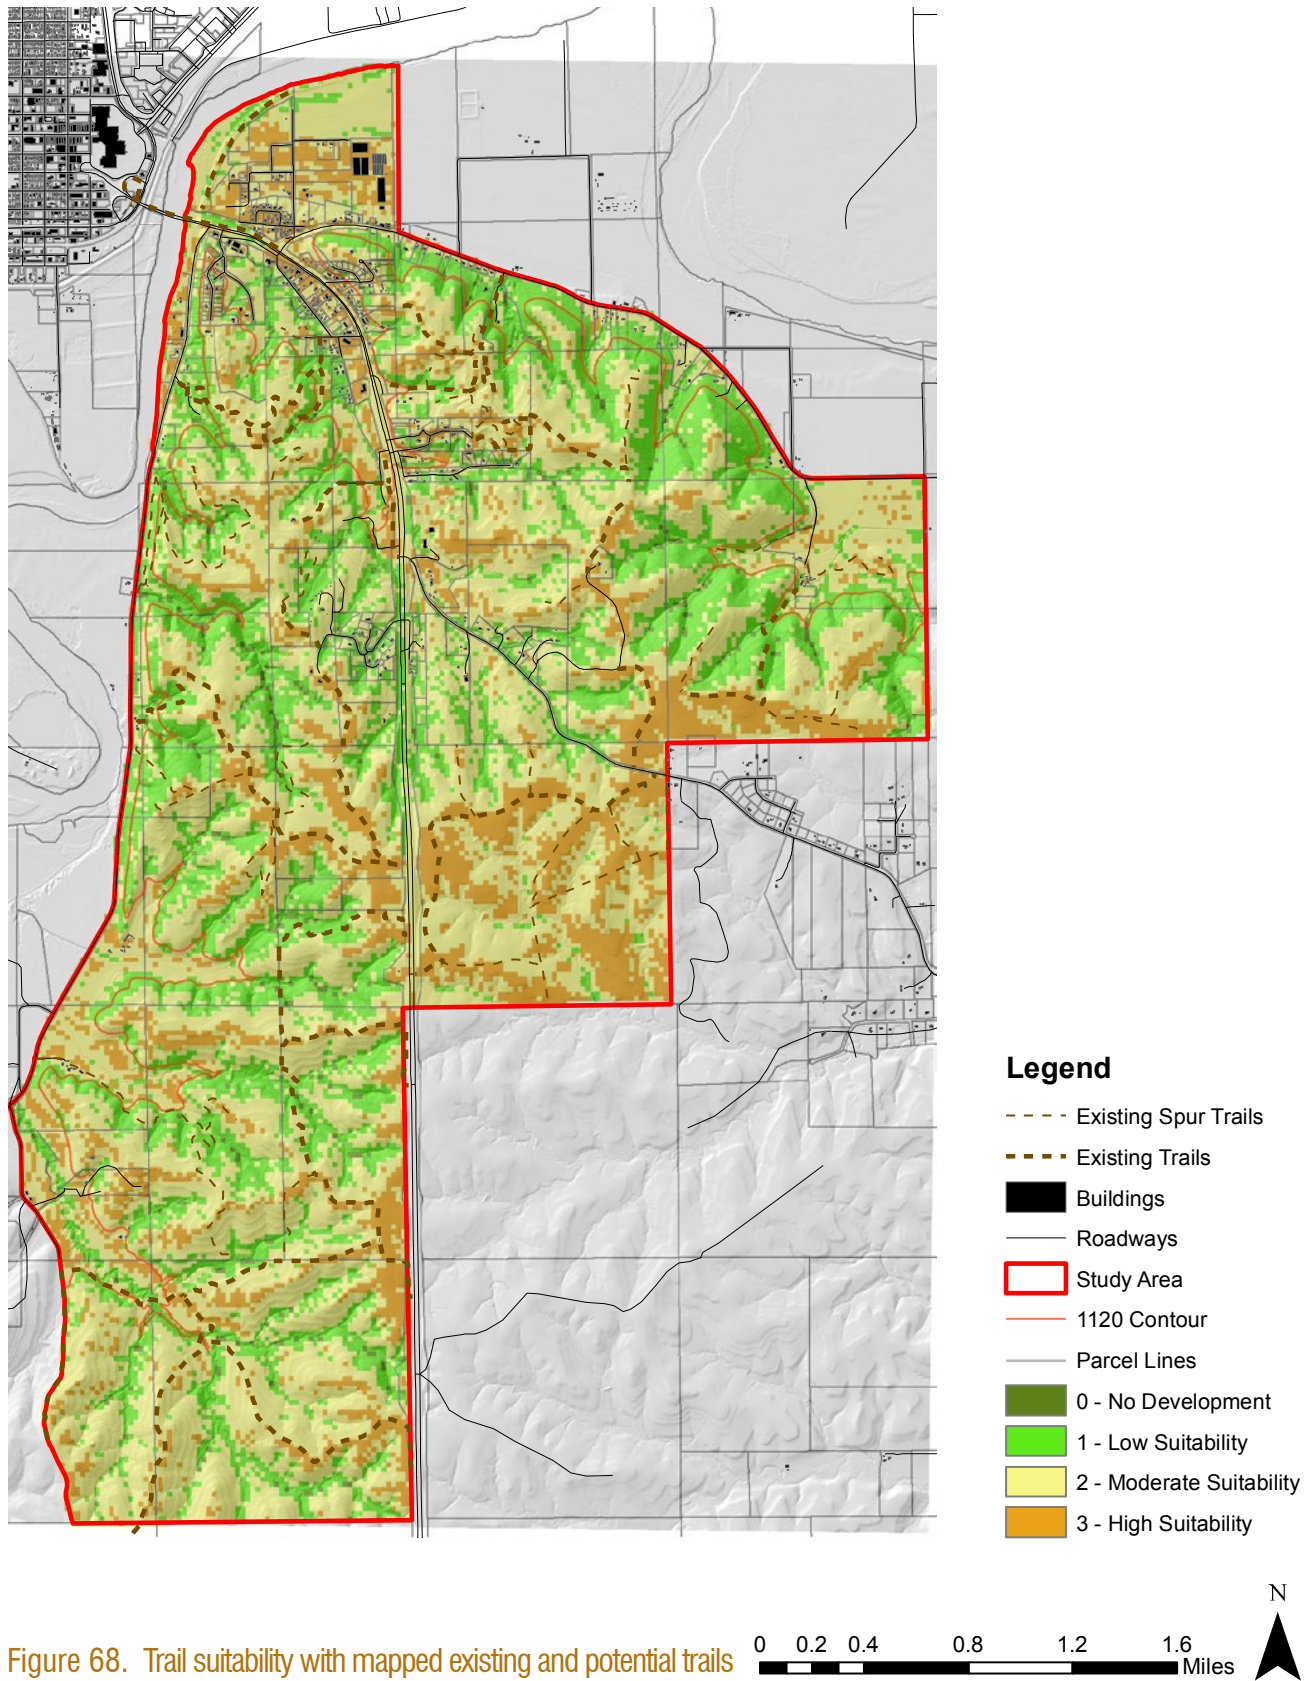 Legend
Existing Spur Trails
Existing Trails
Buildings
Roadways
Study Area
1120 Contour
Parcel Lines
0 - No Development
1 - Low Suitability
2 - Moderate Suitability
3 - High Suitability
N
0 0.2 0.4 0.8 1.2 1.6
Miles
Figure 68. Trail suitability with mapped existing and potential trails